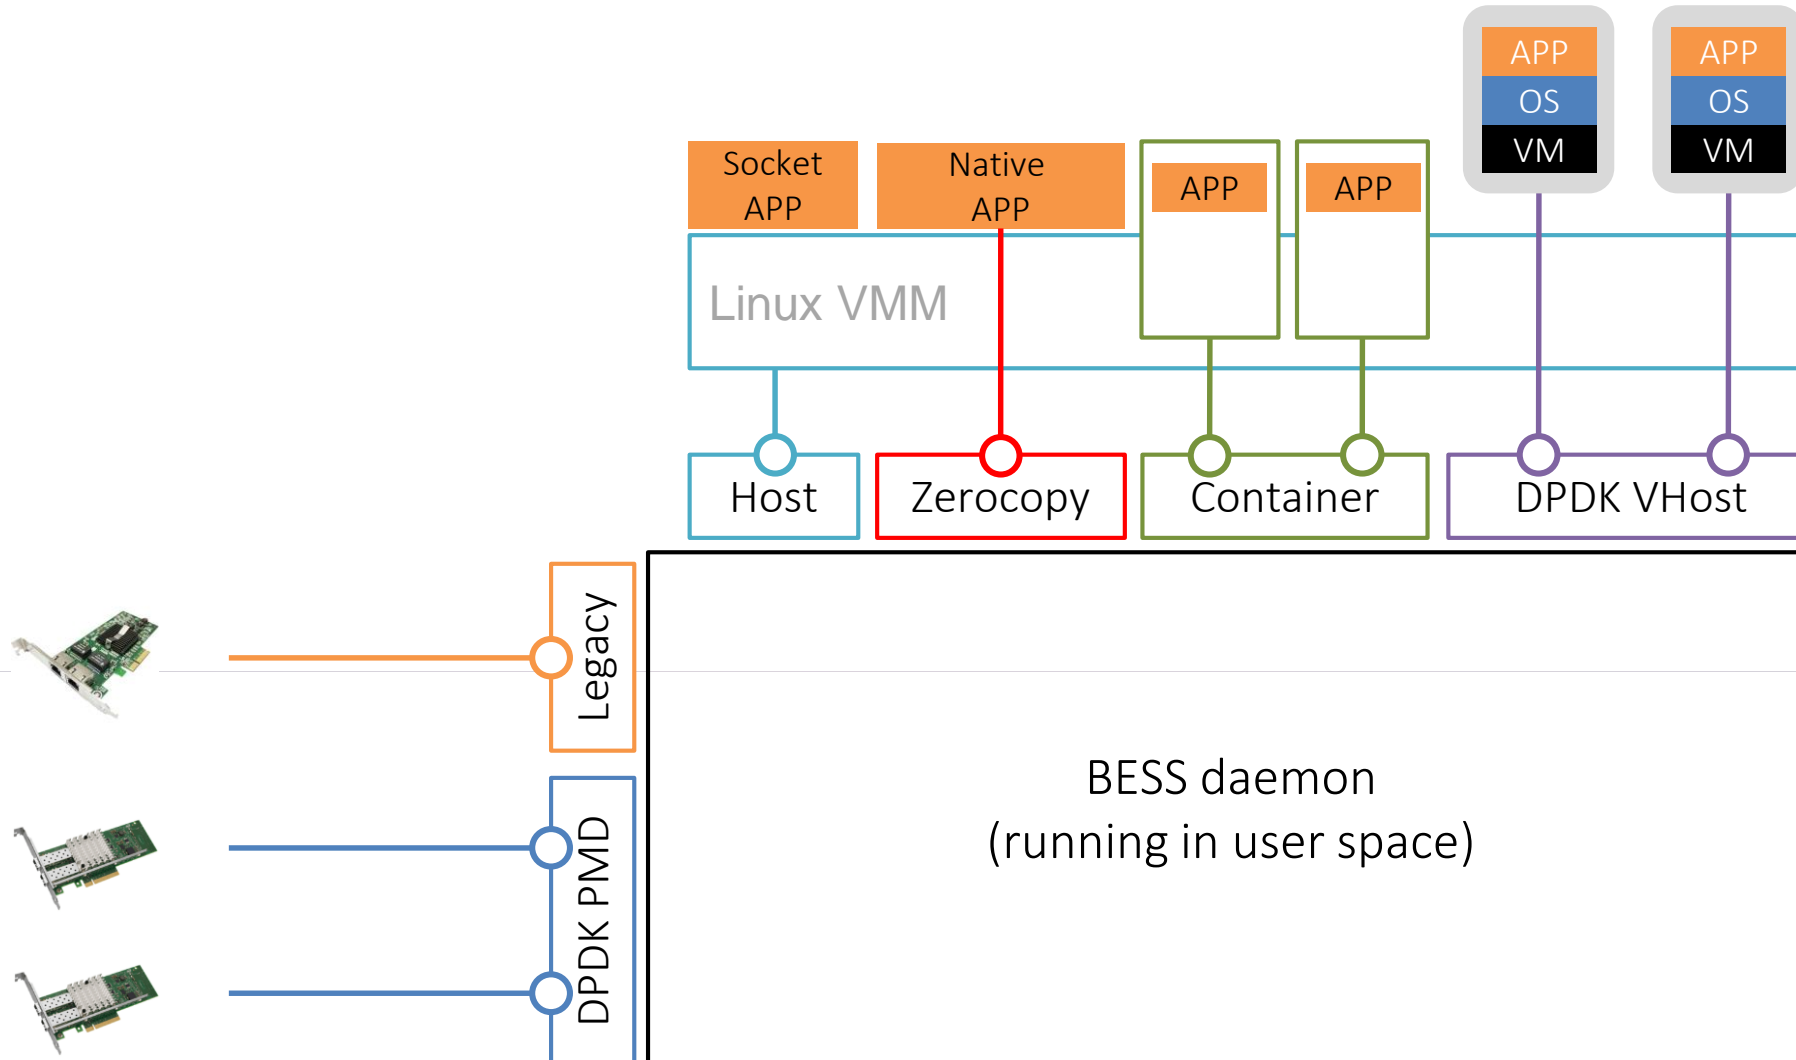 APP
OS
VM
APP
OS
VM
Socket
APP
Native
APP
APP
APP
Linux VMM
Host
Zerocopy
Container
DPDK VHost
Legacy
DPDK PMD
BESS daemon
(running in user space)